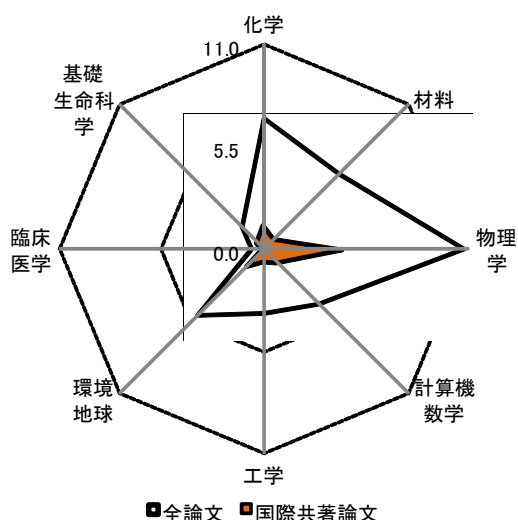 化学
11.0
材料
基礎
生命科
学
5.5
物理
学
臨床
医学
0.0
環境
地球
計算機
数学
工学
全論文 国際共著論文